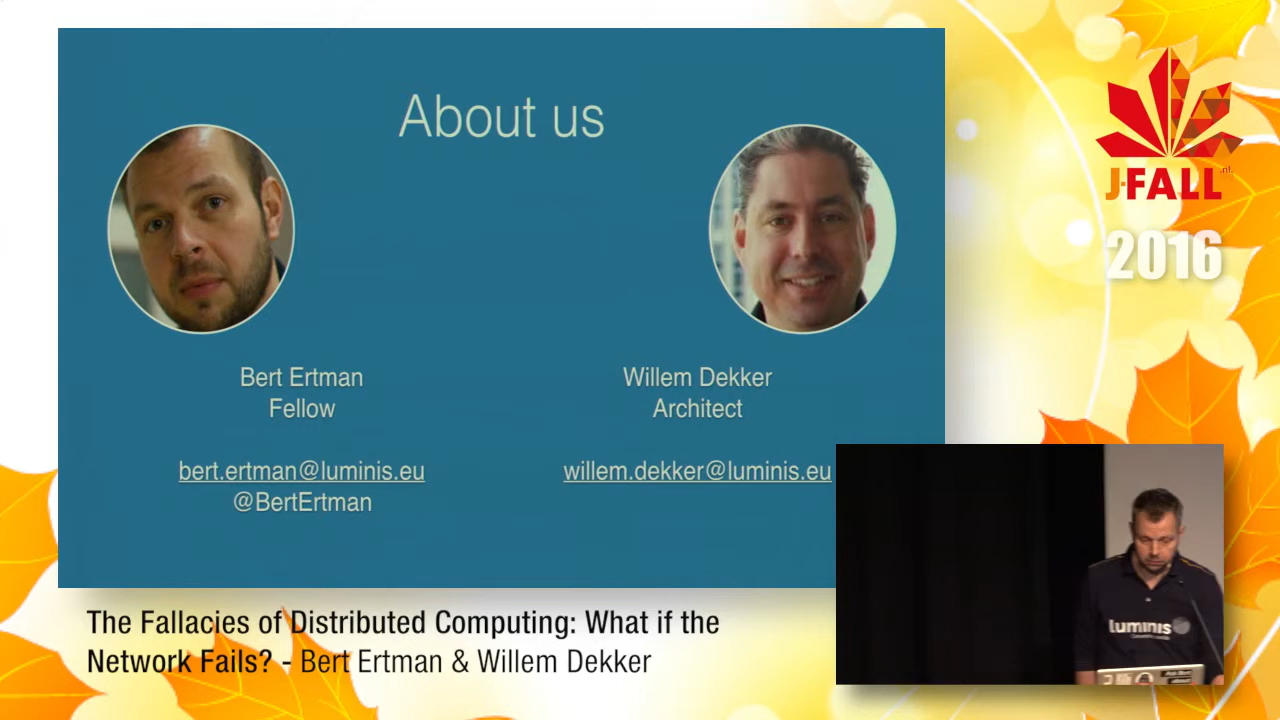 About us
Bert Ertman
Fellow
bert.ertman@luminis.eu
@BertErtman
Willem Dekker
Architect
willem.dekker@luminis.eu
J-FALL
.nl
2016
luminis
The Fallacies of Distributed Computing: What if the
Network Fails? - Bert Ertman & Willem Dekker